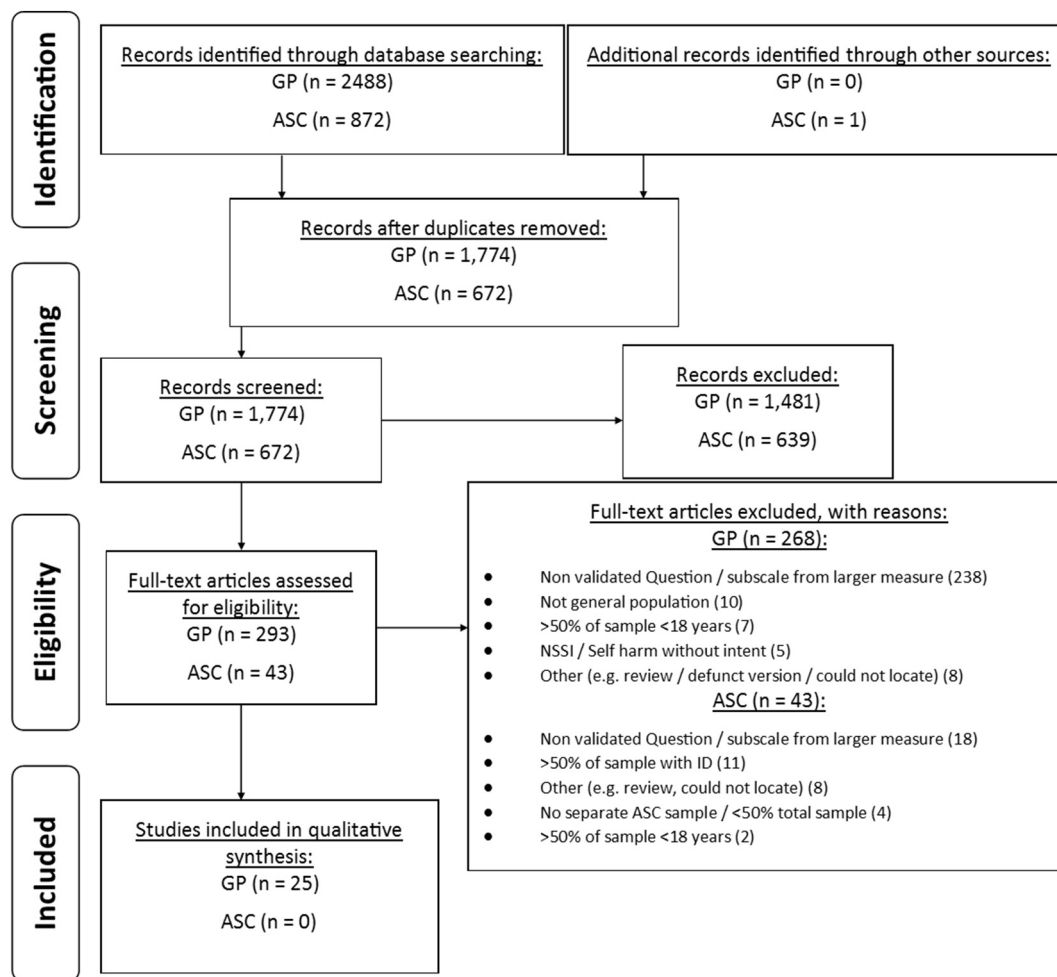 Identification
Records identified through database searching:
GP (n = 2488)
ASC (n = 872)
Additional records identified through other sources:
GP (n = 0)
ASC (n = 1)
Records after duplicates removed:
GP (n = 1,774)
ASC (n = 672)
Screening
Records screened:
GP (n = 1,774)
ASC (n = 672)
Records excluded:
GP (n = 1,481)
ASC (n = 639)
Eligibility
Full-text articles assessed
for eligibility:
GP (n = 293)
ASC (n = 43)
Full-text articles excluded, with reasons:
GP (n = 268):
● Non validated Question / subscale from larger measure (238)
● Not general population (10)
● >50% of sample <18 years (7)
● NSSI / Self harm without intent (5)
● Other (e.g. review / defunct version / could not locate) (8)
ASC (n = 43):
● Non validated Question / subscale from larger measure (18)
● >50% of sample with ID (11)
● Other (e.g. review, could not locate) (8)
● No separate ASC sample / <50% total sample (4)
● >50% of sample <18 years (2)
Included
Studies included in qualitative
synthesis:
GP (n = 25)
ASC (n = 0)